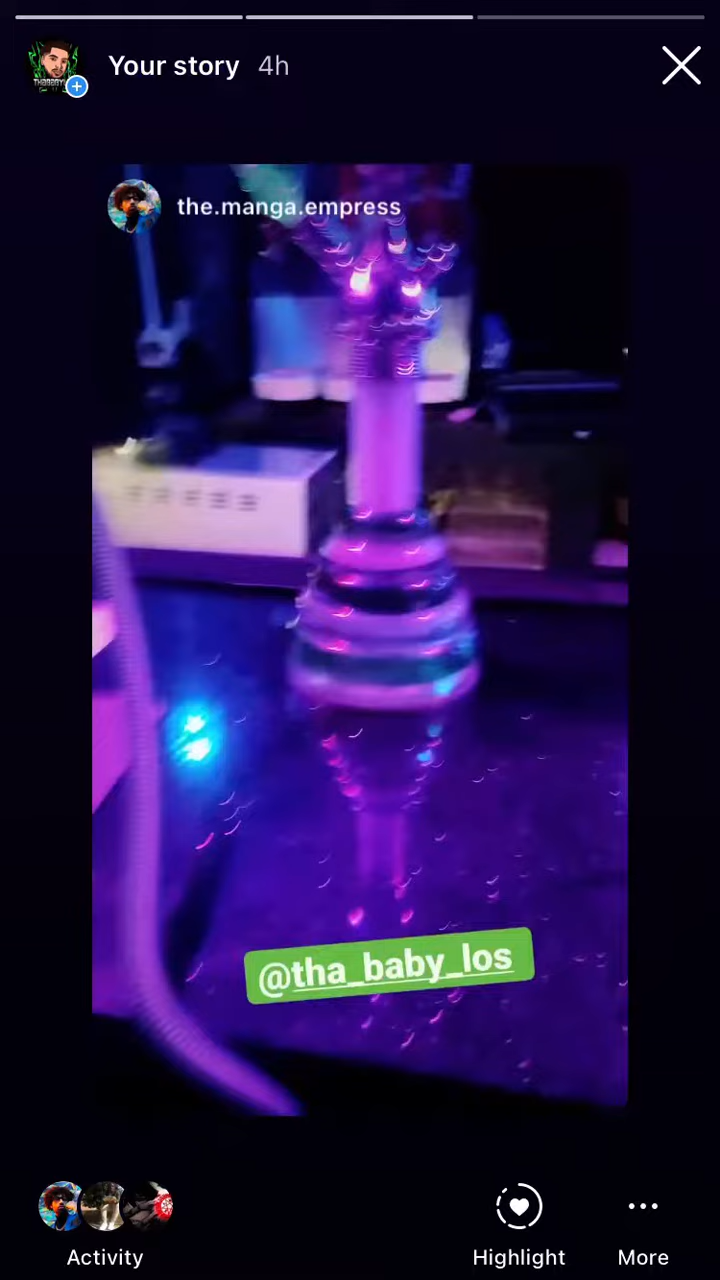 Your story 4h
the.manga.empress
@tha_baby_los
Activity
Highlight
More